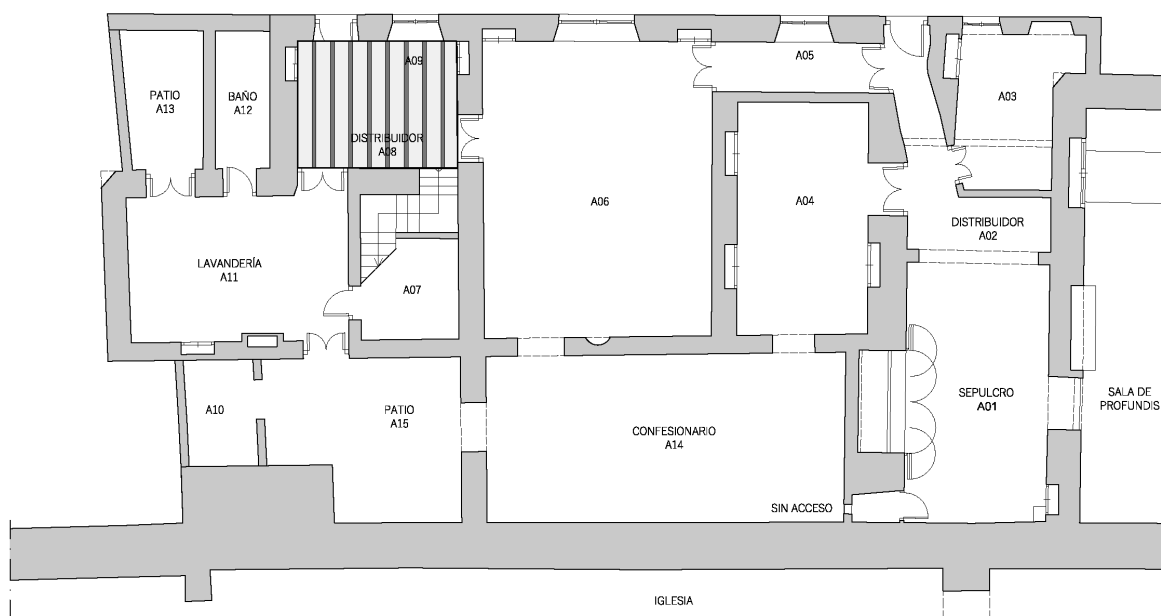 A09
A05
PATIO
A13
BAÑO
A12
A03
DISTRIBUIDOR
A08
A06
A04
DISTRIBUIDOR
A02
LAVANDERÍA
A11
A07
A10
PATIO
A15
CONFESIONARIO
A14
SEPULCRO
A01
SALA DE
PROFUNDIS
SIN ACCESO
IGLESIA